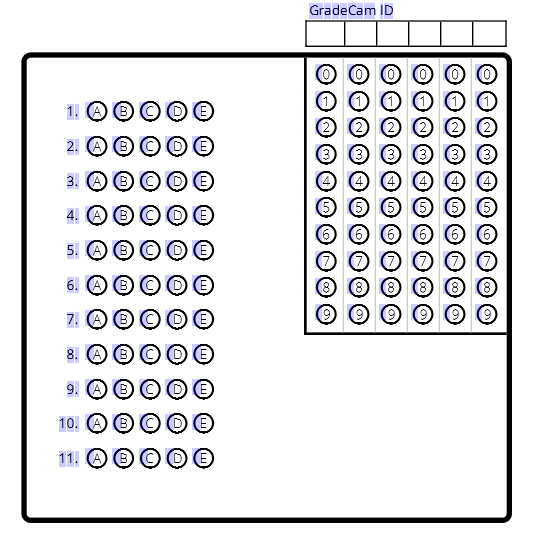 GradeCam ID
0 0 0 0 0 0
1 1 1 1 1 1
2 2 2 2 2 2
3 3 3 3 3 3
4 4 4 4 4 4
5 5 5 5 5 5
6 6 6 6 6 6
7 7 7 7 7 7
8 8 8 8 8 8
9 9 9 9 9 9
1. A B C D E
2. A B C D E
3. A B C D E
4. A B C D E
5. A B C D E
6. A B C D E
7. A B C D E
8. A B C D E
9. A B C D E
10. A B C D E
11. A B C D E